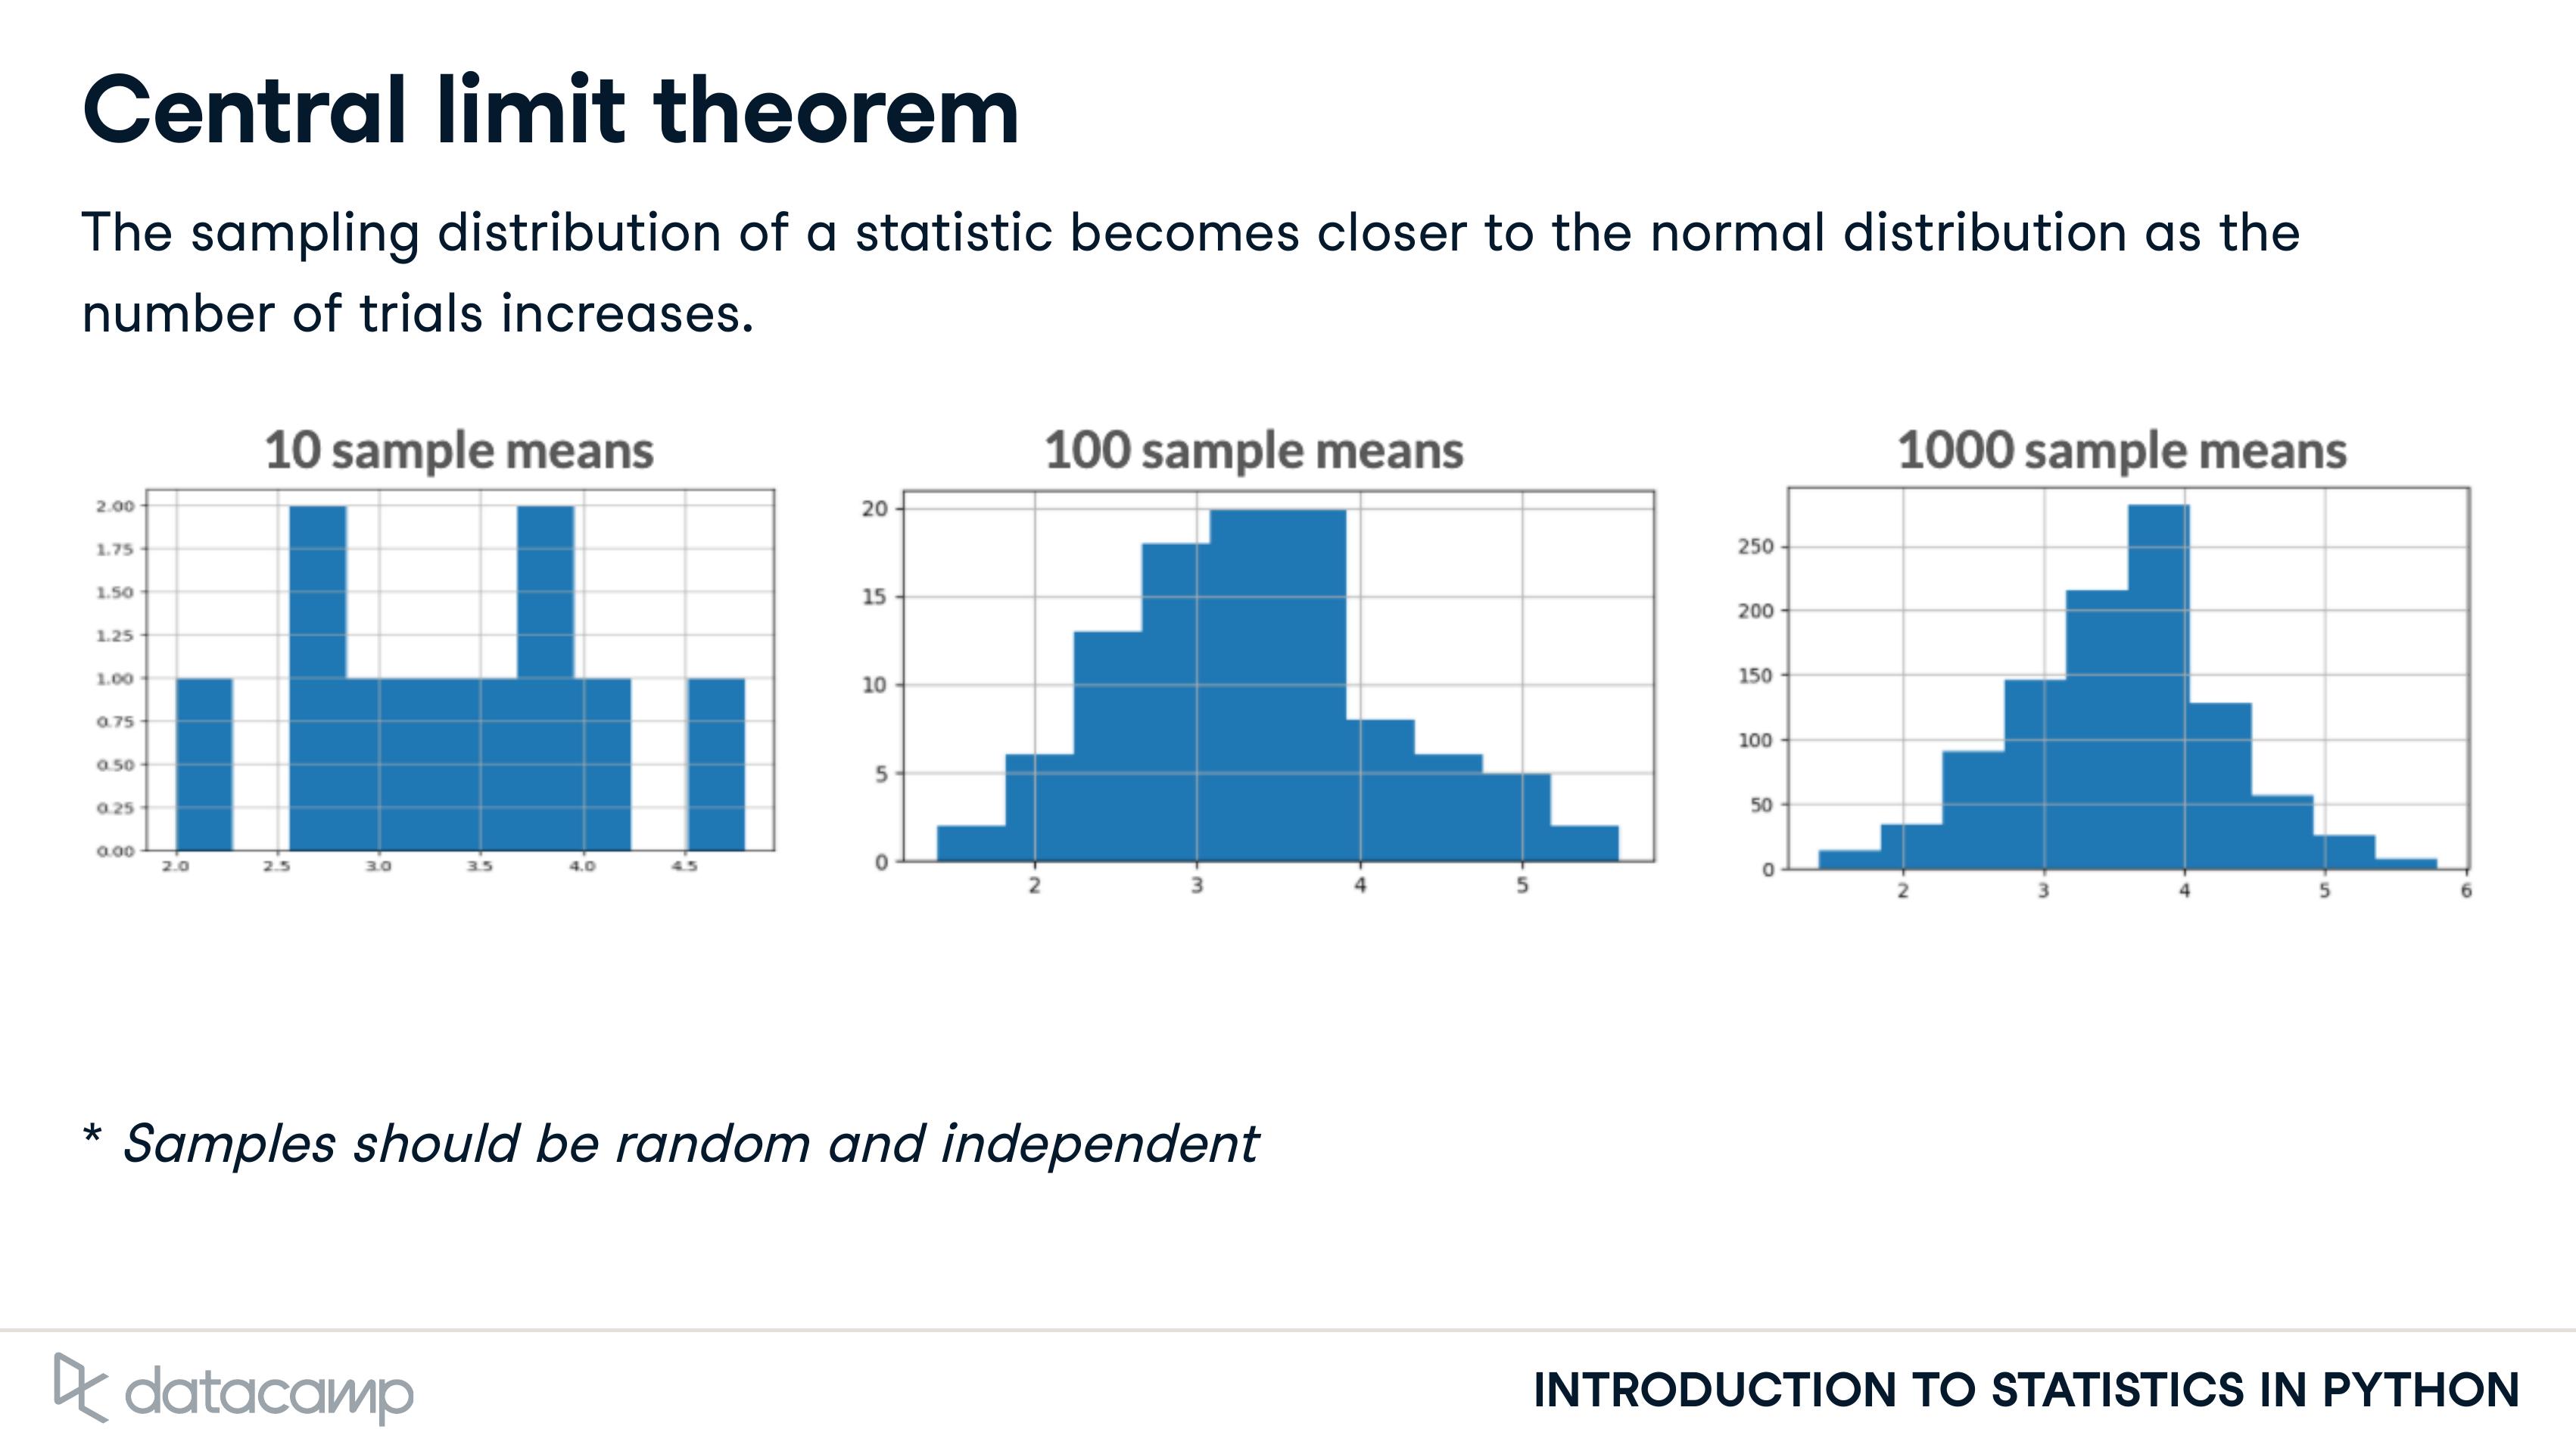 Central limit theorem
The sampling distribution of a statistic becomes closer to the normal distribution as the
number of trials increases.
10 sample means
2.00
1.75
1.50
1.25
1.00
0.75
0.50
0.25
0.00
2.0 2.5 3.0 3.5 4.0 4.5
100 sample means
20
15
10
5
0
2 3 4 5
1000 sample means
250
200
150
100
50
0
2 3 4 5 6
* Samples should be random and independent
datacamp
INTRODUCTION TO STATISTICS IN PYTHON